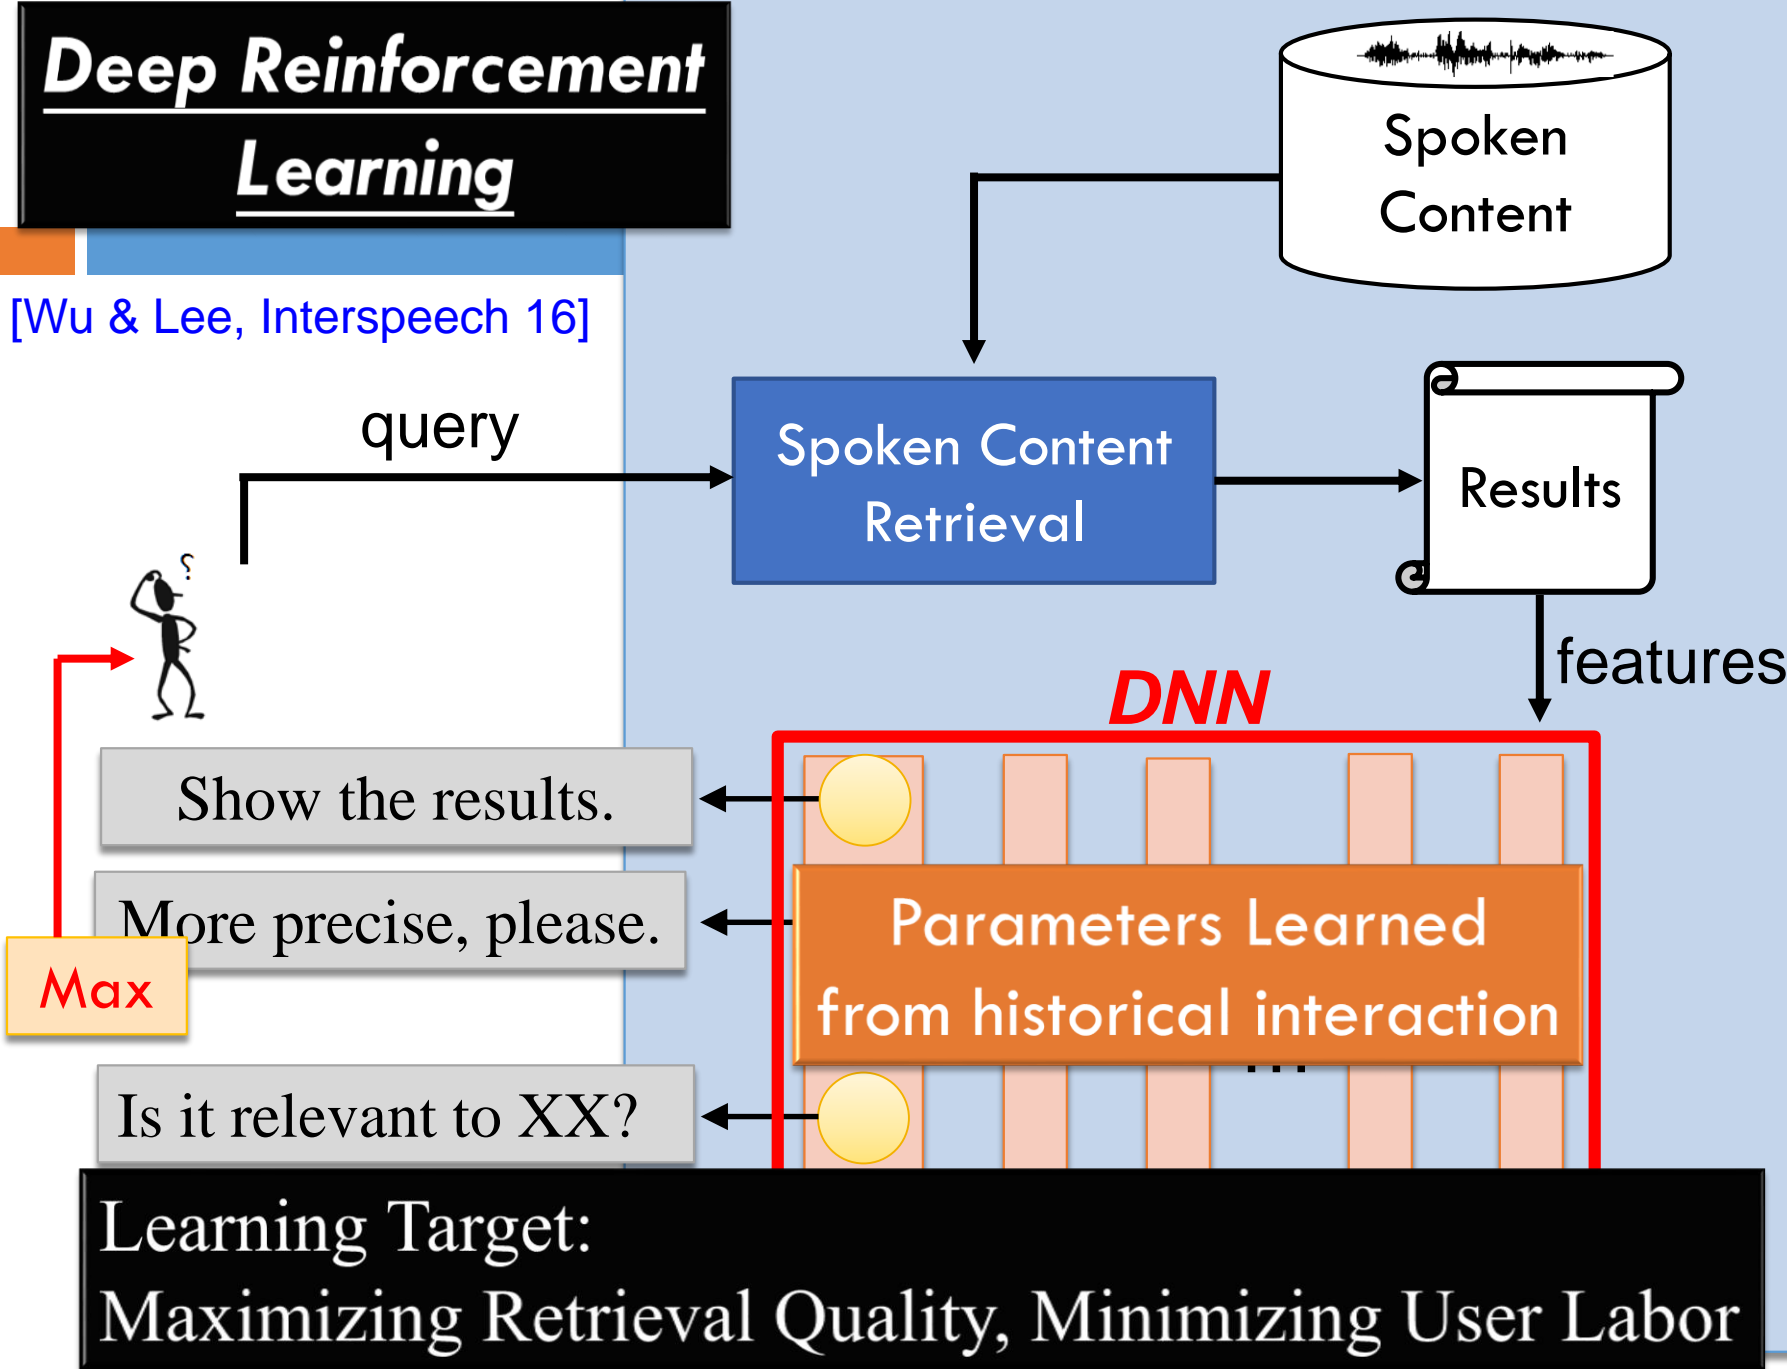 Deep Reinforcement
Learning
[Wu & Lee, Interspeech 16]
Spoken
Content
query
Spoken Content
Retrieval
Results
features
DNN
Show the results.
More precise, please.
Max
Is it relevant to XX?
Parameters Learned
from historical interaction
Learning Target:
Maximizing Retrieval Quality, Minimizing User Labor